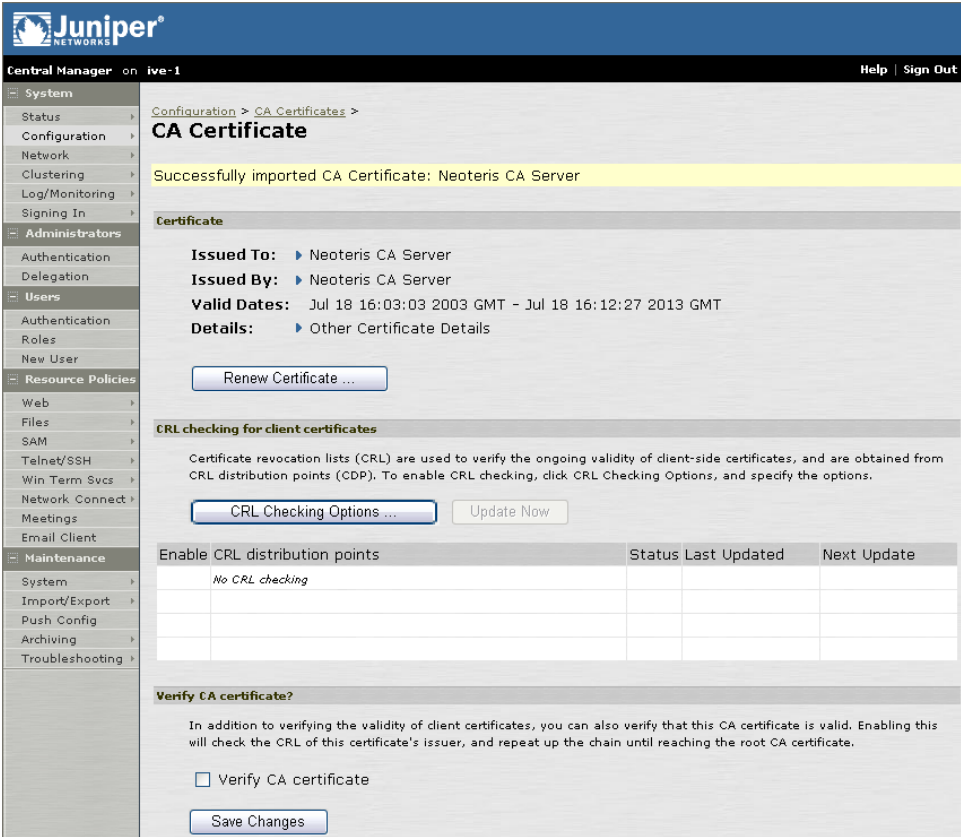 Juniper®
NETWORKS
Central Manager on ive-1
Help | Sign Out
System
Status
Configuration
Network
Clustering
Log/Monitoring
Signing In
Administrators
Authentication
Delegation
Users
Authentication
Roles
New User
Resource Policies
Web
Files
SAM
Telnet/SSH
Win Term Svcs
Network Connect
Meetings
Email Client
Maintenance
System
Import/Export
Push Config
Archiving
Troubleshooting
Configuration > CA Certificates >
CA Certificate
Successfully imported CA Certificate: Neoteris CA Server
Certificate
Issued To: Neoteris CA Server
Issued By: Neoteris CA Server
Valid Dates: Jul 18 16:03:03 2003 GMT - Jul 18 16:12:27 2013 GMT
Details: Other Certificate Details
Renew Certificate ...
CRL checking for client certificates
Certificate revocation lists (CRL) are used to verify the ongoing validity of client-side certificates, and are obtained from
CRL distribution points (CDP). To enable CRL checking, click CRL Checking Options, and specify the options.
CRL Checking Options ... Update Now
Enable CRL distribution points Status Last Updated Next Update
No CRL checking
Verify CA certificate?
In addition to verifying the validity of client certificates, you can also verify that this CA certificate is valid. Enabling this
will check the CRL of this certificate's issuer, and repeat up the chain until reaching the root CA certificate.
Verify CA certificate
Save Changes